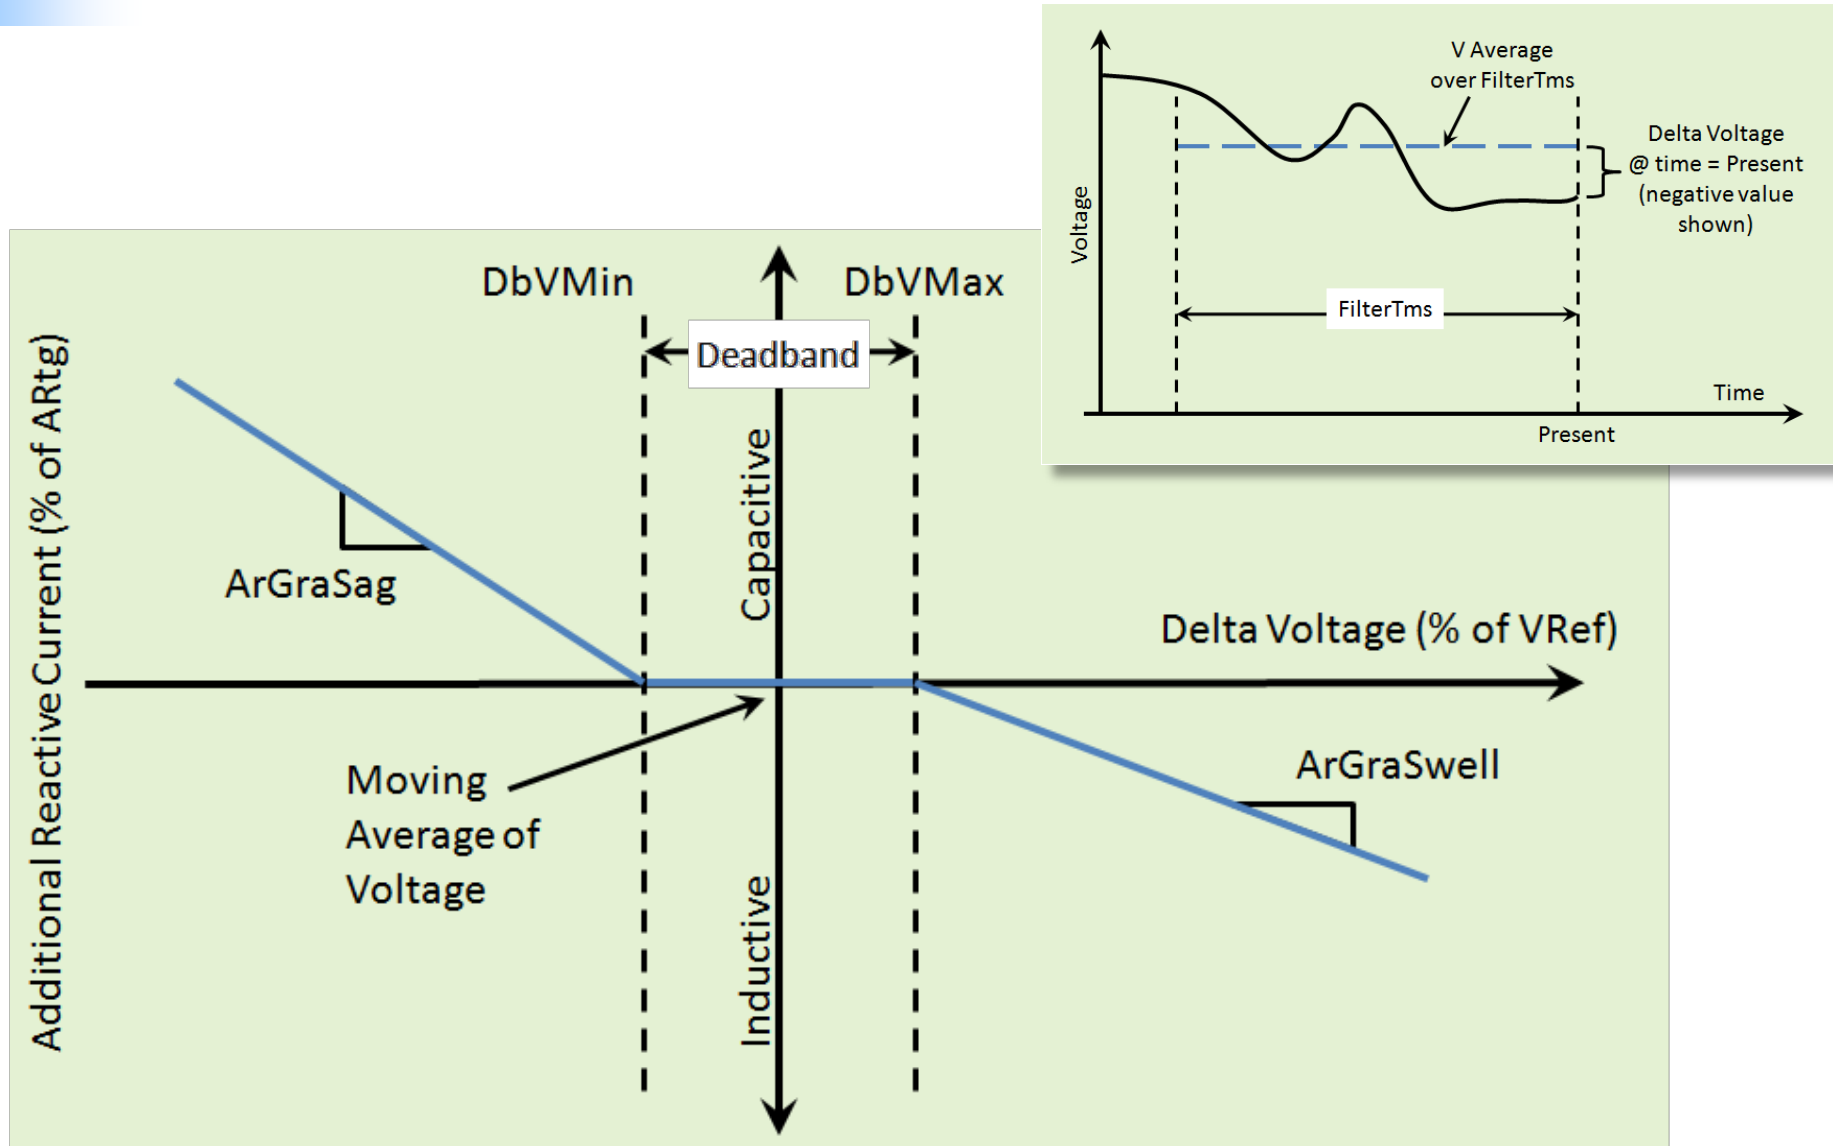 V Average
over FilterTms
Delta Voltage
@ time = Present
(negative value
shown)
Voltage
FilterTms
Time
Present
DbVMin
DbVMax
Deadband
Additional Reactive Current (% of ARtg)
Capacitive
ArGraSag
Delta Voltage (% of VRef)
Moving
Average of
Voltage
ArGraSwell
Inductive